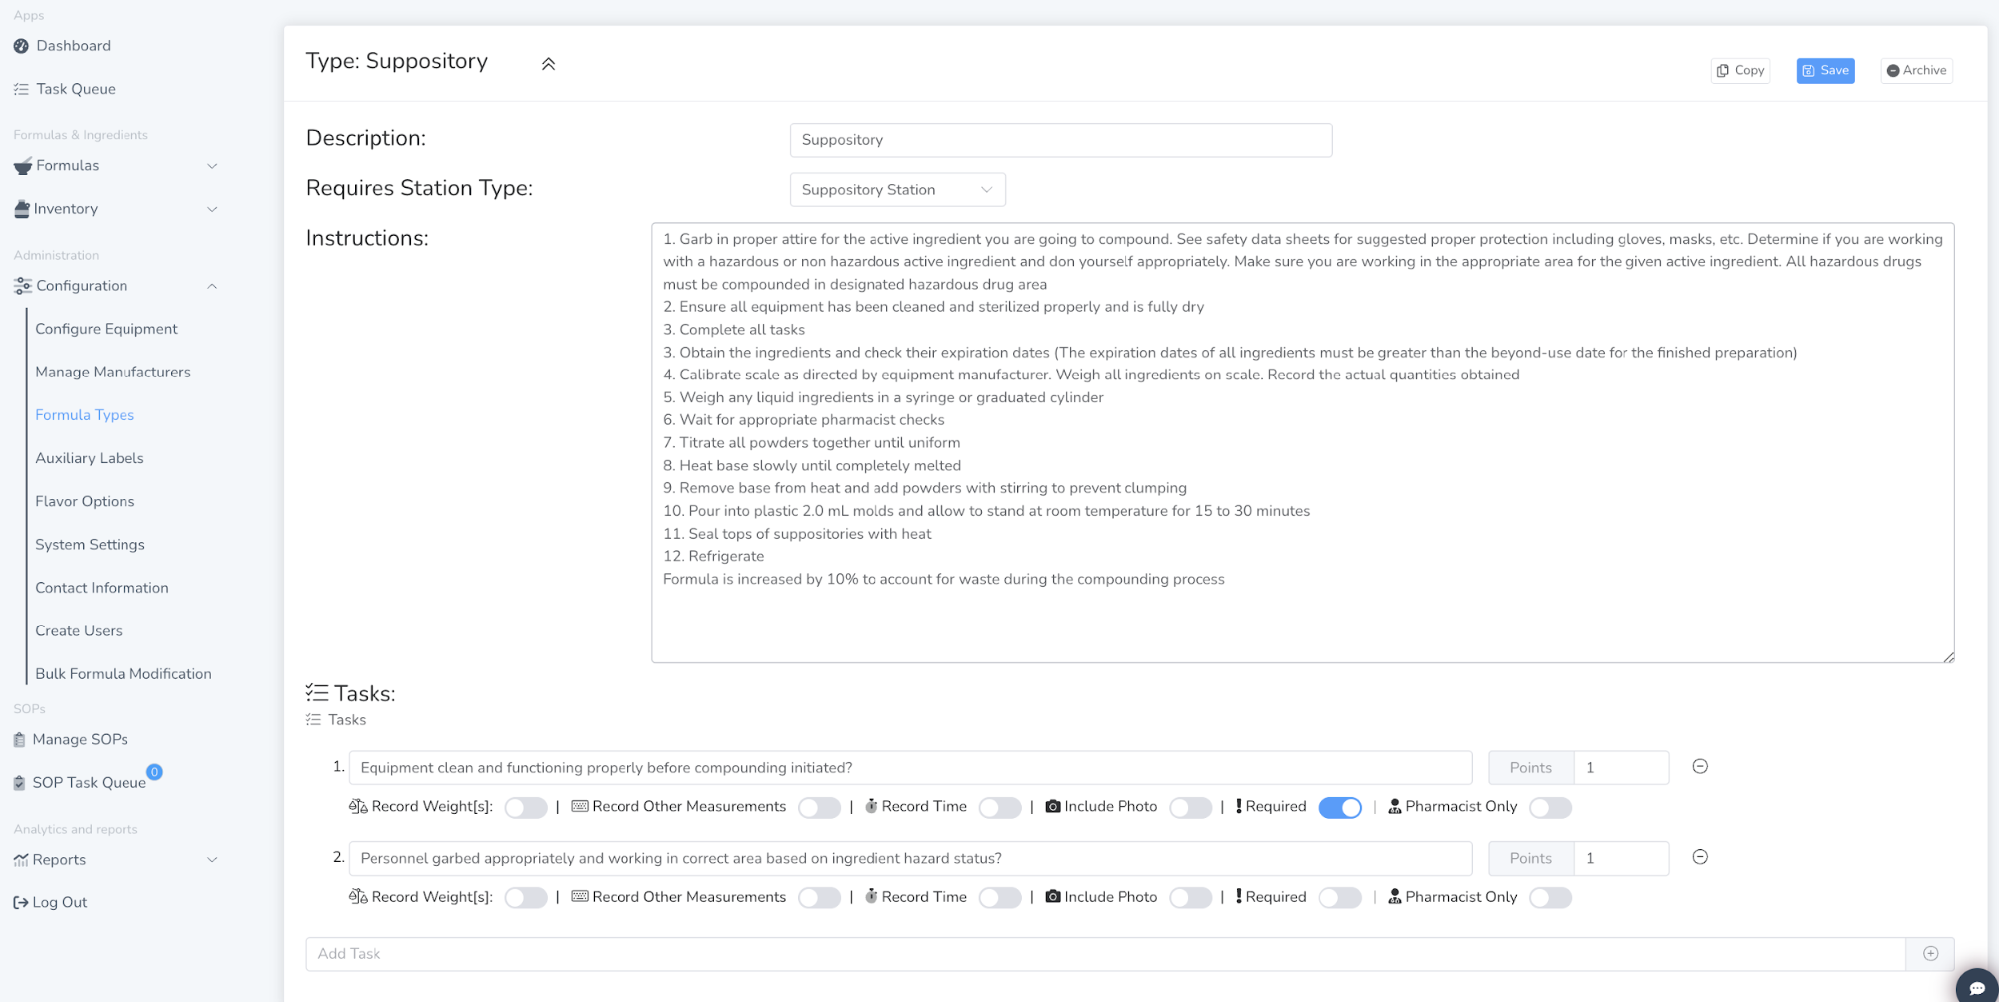 Apps
Dashboard
Task Queue
Formulas & Ingredients
Formulas
Inventory
Administration
Configuration
Configure Equipment
Manage Manufacturers
Formula Types
Auxiliary Labels
Flavor Options
System Settings
Contact Information
Create Users
Bulk Formula Modification
SOPs
Manage SOPs
SOP Task Queue 0
Analytics and reports
Reports
Log Out
Type: Suppository
Copy Save Archive
Description: Suppository
Requires Station Type: Suppository Station
Instructions:
1. Garb in proper attire for the active ingredient you are going to compound. See safety data sheets for suggested proper protection including gloves, masks, etc. Determine if you are working
with a hazardous or non hazardous active ingredient and don yourself appropriately. Make sure you are working in the appropriate area for the given active ingredient. All hazardous drugs
must be compounded in designated hazardous drug area
2. Ensure all equipment has been cleaned and sterilized properly and is fully dry
3. Complete all tasks
3. Obtain the ingredients and check their expiration dates (The expiration dates of all ingredients must be greater than the beyond-use date for the finished preparation)
4. Calibrate scale as directed by equipment manufacturer. Weigh all ingredients on scale. Record the actual quantities obtained
5. Weigh any liquid ingredients in a syringe or graduated cylinder
6. Wait for appropriate pharmacist checks
7. Titrate all powders together until uniform
8. Heat base slowly until completely melted
9. Remove base from heat and add powders with stirring to prevent clumping
10. Pour into plastic 2.0 mL molds and allow to stand at room temperature for 15 to 30 minutes
11. Seal tops of suppositories with heat
12. Refrigerate
Formula is increased by 10% to account for waste during the compounding process
Tasks:
Tasks
1. Equipment clean and functioning properly before compounding initiated? Points 1
Record Weight[s]: | Record Other Measurements | Record Time | Include Photo | Required | Pharmacist Only
2. Personnel garbed appropriately and working in correct area based on ingredient hazard status? Points 1
Record Weight[s]: | Record Other Measurements | Record Time | Include Photo | Required | Pharmacist Only
Add Task